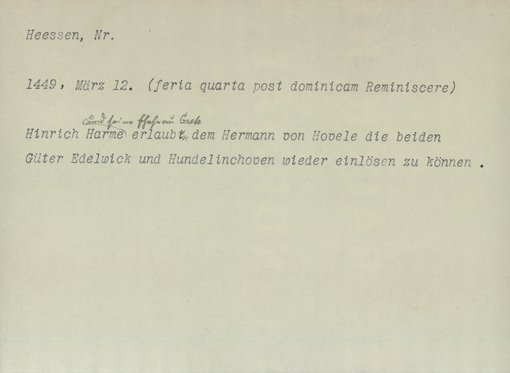 Heessen, Nr.
1449, März 12. (feria quarta post dominicam Reminiscere)
und seine Ehefrau Grete
Hinrich Harme erlaubt, dem Hermann von Hovele die beiden
Güter Edelwick und Hundelinchoven wieder einlösen zu können .